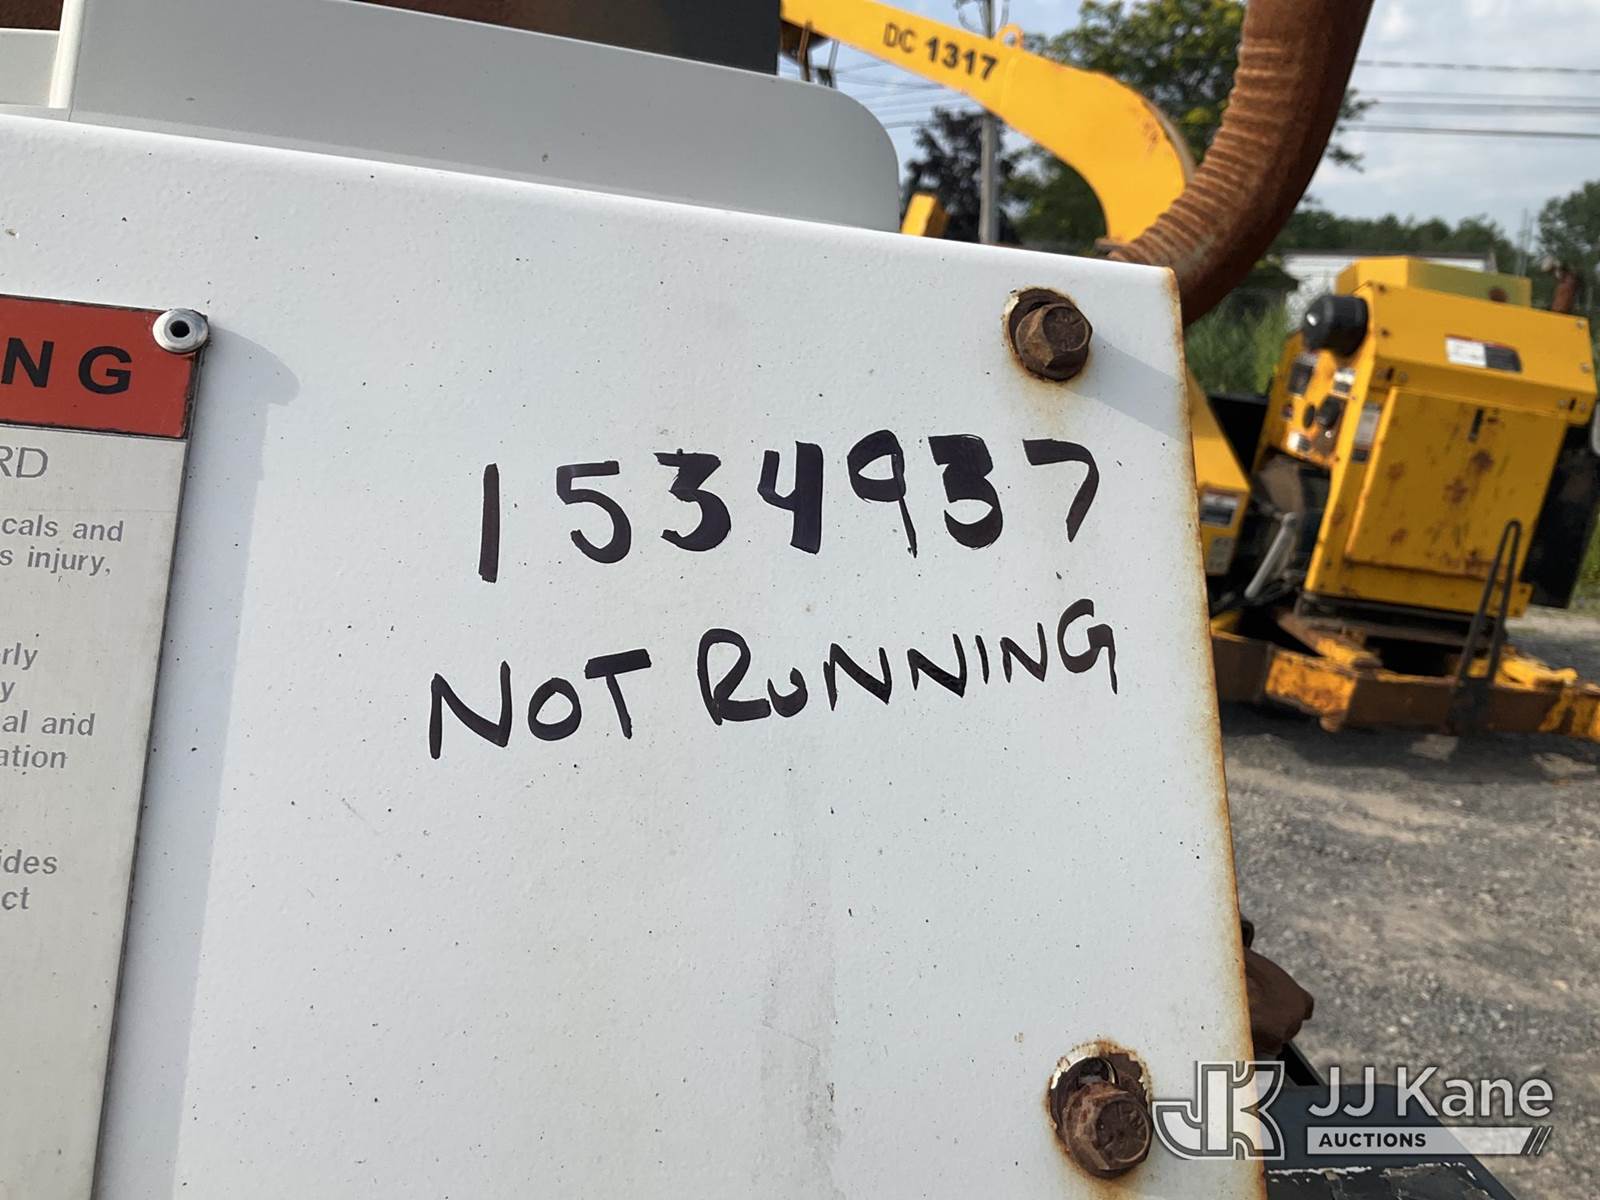 DC 1317
NG
RD
cals and
s injury,
rly
y
al and
ation
ides
ct
1534937
NOT RUNNING
JK JJ Kane
AUCTIONS